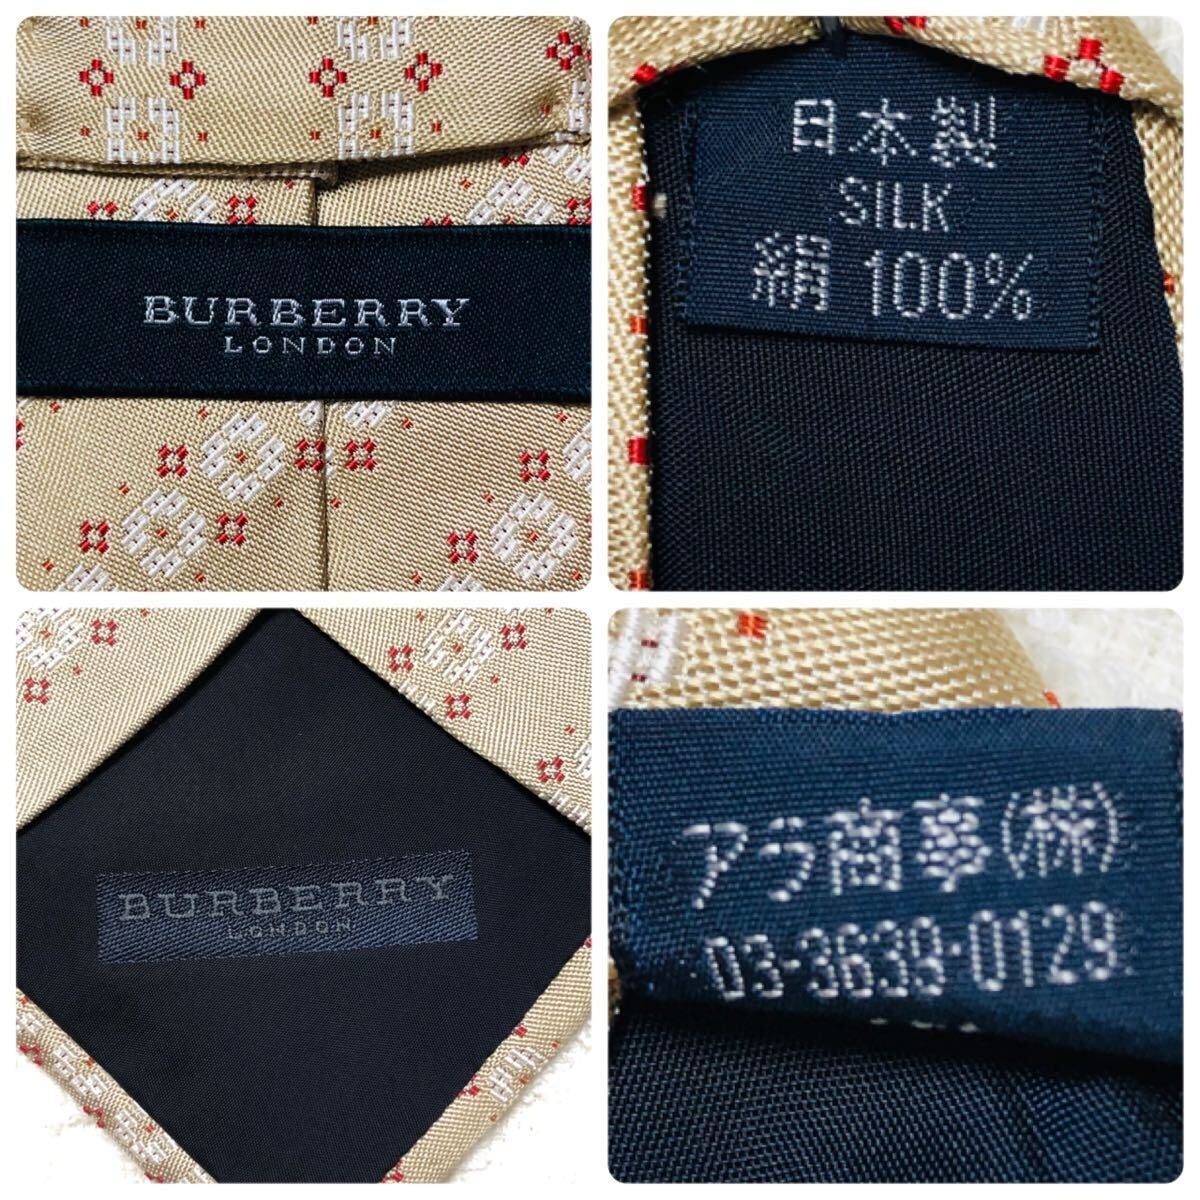 BURBERRY
LONDON
日本製
SILK
絹 100%
BURBERRY
LONDON
アラ商事(株)
03-3639-0129